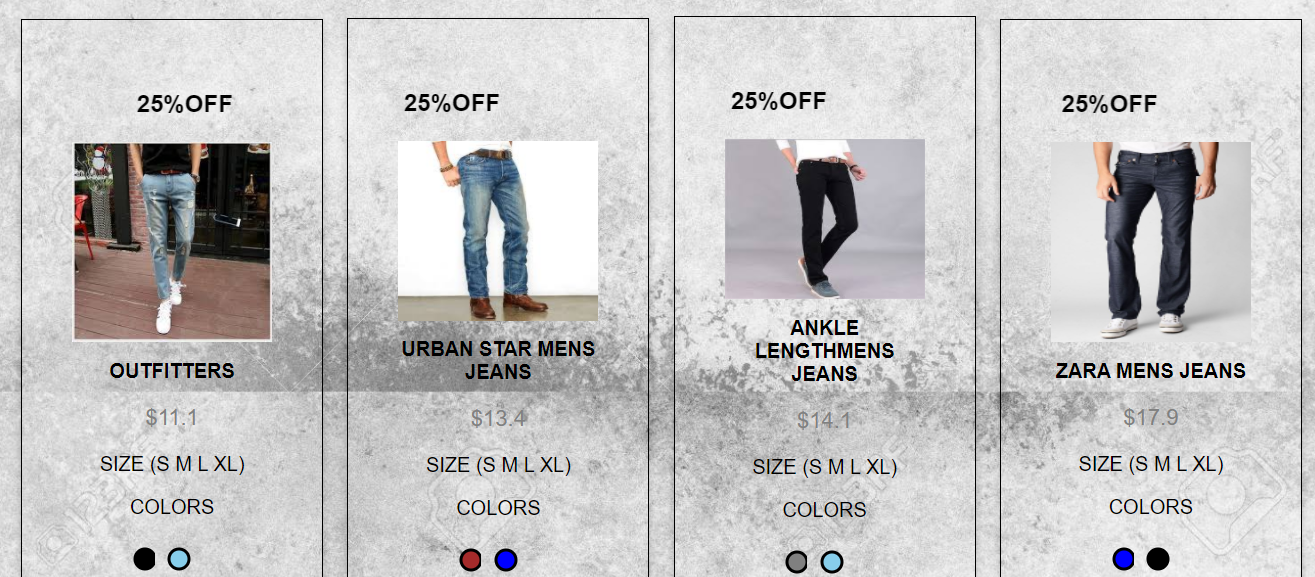 25%OFF
OUTFITTERS
$11.1
SIZE (S M L XL)
COLORS
25%OFF
URBAN STAR MENS
JEANS
$13.4
SIZE (S M L XL)
COLORS
25%OFF
ANKLE
LENGTHMENS
JEANS
$14.1
SIZE (S M L XL)
COLORS
25%OFF
ZARA MENS JEANS
$17.9
SIZE (S M L XL)
COLORS